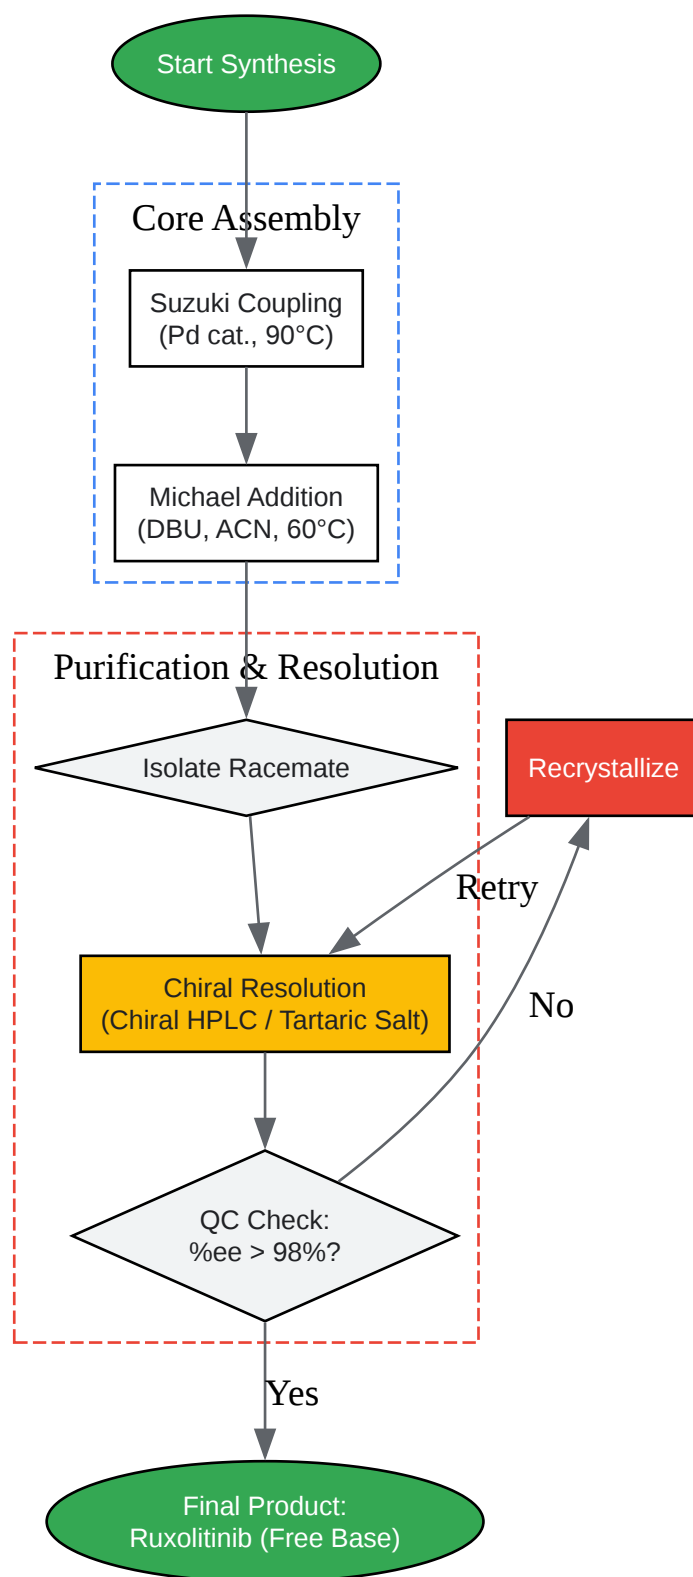 Start Synthesis
Core Assembly
Suzuki Coupling
(Pd cat., 90°C)
Michael Addition
(DBU, ACN, 60°C)
Purification & Resolution
Isolate Racemate
Recrystallize
Retry
Chiral Resolution
(Chiral HPLC / Tartaric Salt)
No
QC Check:
%ee > 98%?
Yes
Final Product:
Ruxolitinib (Free Base)